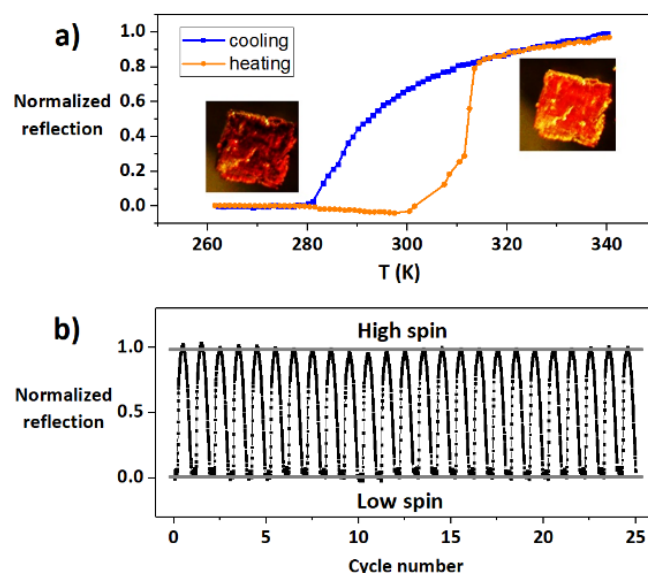 a)
cooling
heating
Normalized
reflection
1.0
0.8
0.6
0.4
0.2
0.0
260
280
300
320
340
T (K)
b)
High spin
Normalized
reflection
1.0
0.5
0.0
Low spin
0
5
10
15
20
25
Cycle number